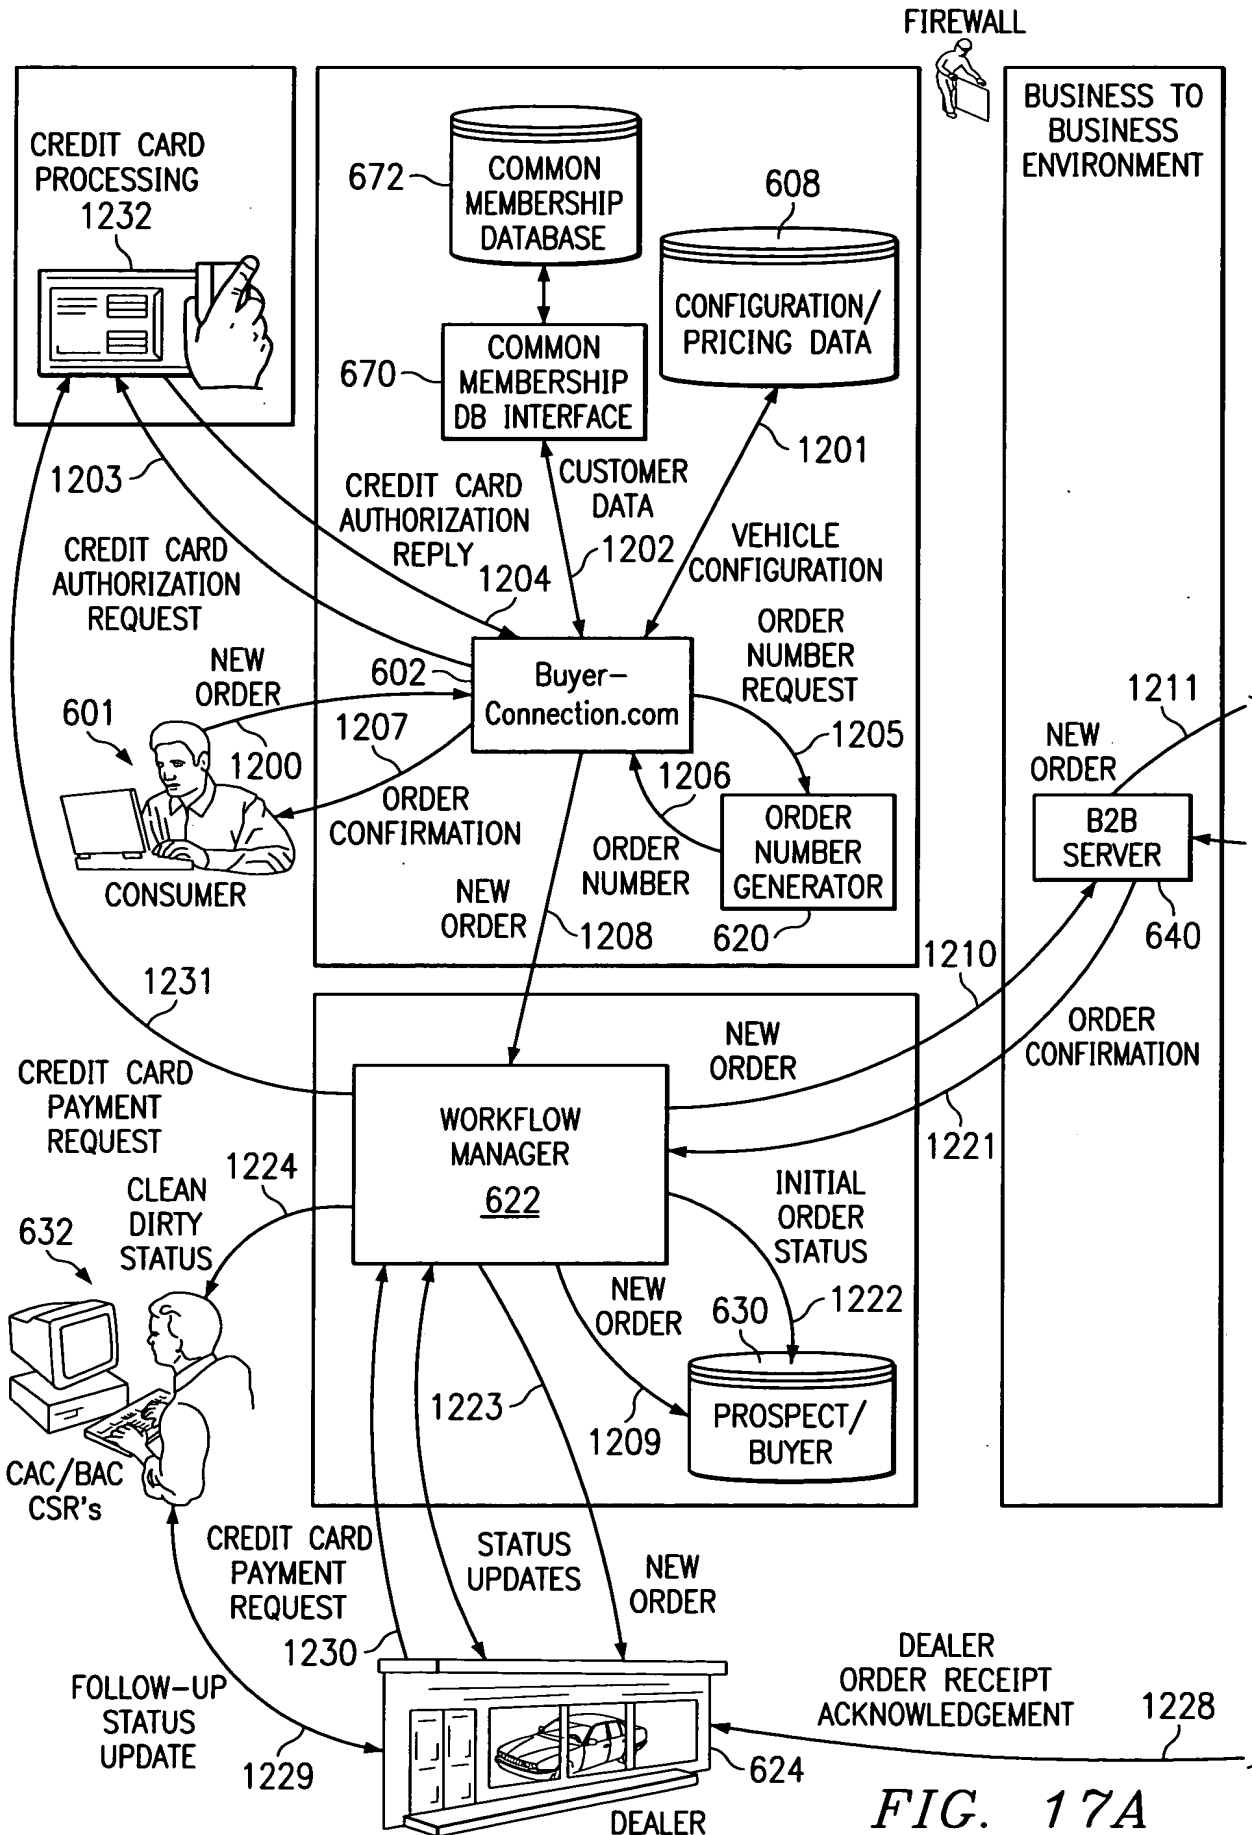 FIREWALL
BUSINESS TO
BUSINESS
ENVIRONMENT
CREDIT CARD
PROCESSING
1232
672
COMMON
MEMBERSHIP
DATABASE
608
CONFIGURATION/
PRICING DATA
670
COMMON
MEMBERSHIP
DB INTERFACE
1201
1203
CREDIT CARD
AUTHORIZATION
REPLY
CUSTOMER
DATA
1202
1204
VEHICLE
CONFIGURATION
CREDIT CARD
AUTHORIZATION
REQUEST
ORDER
NUMBER
REQUEST
NEW
ORDER
602
Buyer-
Connection.com
601
1207
1200
1205
1206
1211
NEW
ORDER
ORDER
CONFIRMATION
ORDER
NUMBER
ORDER
NUMBER
GENERATOR
B2B
SERVER
CONSUMER
NEW
ORDER
1208
620
640
1210
1231
NEW
ORDER
ORDER
CONFIRMATION
CREDIT CARD
PAYMENT
REQUEST
WORKFLOW
MANAGER
622
1221
1224
CLEAN
DIRTY
STATUS
INITIAL
ORDER
STATUS
632
NEW
ORDER
630
1222
1223
1209
PROSPECT/
BUYER
CAC/BAC
CSR's
CREDIT CARD
PAYMENT
REQUEST
STATUS
UPDATES
NEW
ORDER
1230
DEALER
ORDER RECEIPT
ACKNOWLEDGEMENT
1228
FOLLOW-UP
STATUS
UPDATE
1229
624
DEALER
FIG. 17A